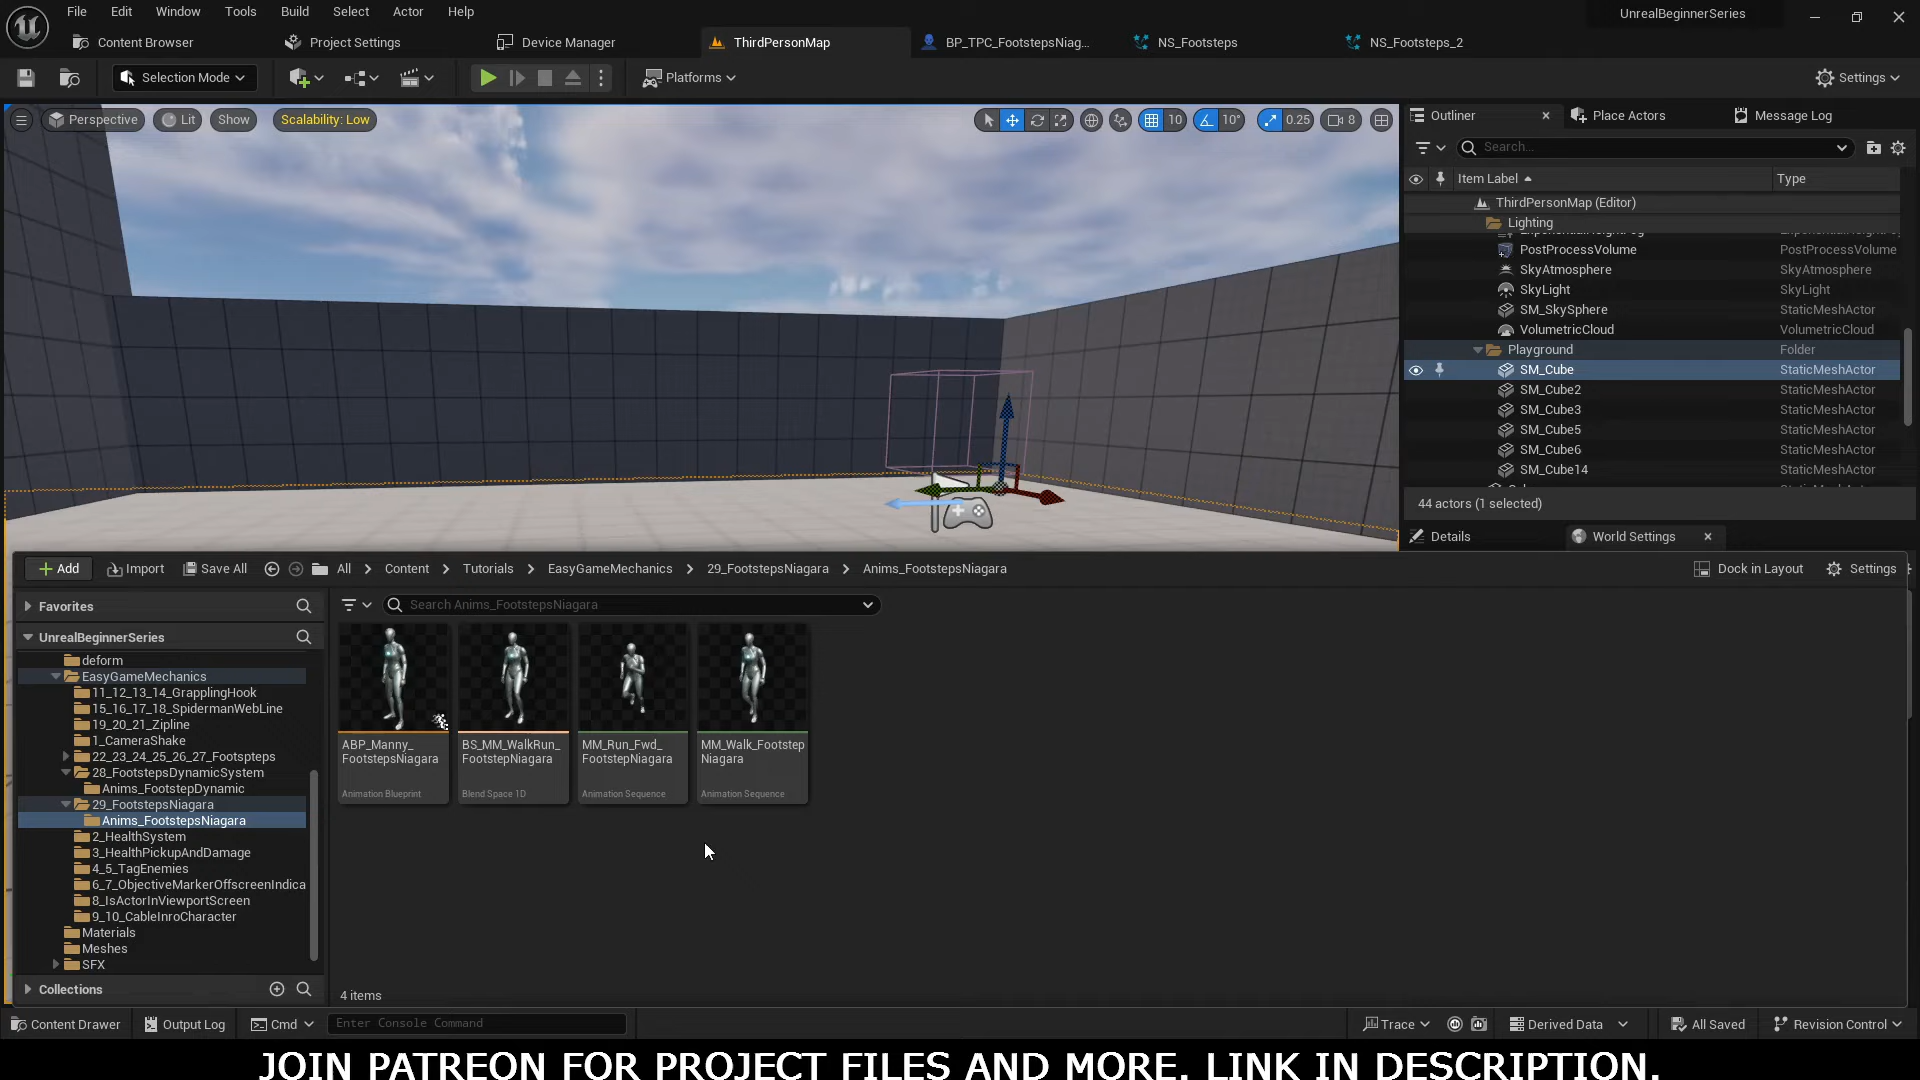 File Edit Window Tools Build Select Actor Help
UnrealBeginnerSeries
Content Browser
Project Settings
Device Manager
ThirdPersonMap
BP_TPC_FootstepsNiag...
NS_Footsteps
NS_Footsteps_2
Selection Mode
Platforms
Settings
Perspective
Lit
Show
Scalability: Low
10
10°
0.25
8
Outliner
Place Actors
Message Log
Search...
Item Label
Type
ThirdPersonMap (Editor)
Lighting
PostProcessVolume PostProcessVolume
SkyAtmosphere SkyAtmosphere
SkyLight SkyLight
SM_SkySphere StaticMeshActor
VolumetricCloud VolumetricCloud
Playground Folder
SM_Cube StaticMeshActor
SM_Cube2 StaticMeshActor
SM_Cube3 StaticMeshActor
SM_Cube5 StaticMeshActor
SM_Cube6 StaticMeshActor
SM_Cube14 StaticMeshActor
44 actors (1 selected)
Details
World Settings
Add
Import
Save All
All
Content
Tutorials
EasyGameMechanics
29_FootstepsNiagara
Anims_FootstepsNiagara
Dock in Layout
Settings
Favorites
Search Anims_FootstepsNiagara
UnrealBeginnerSeries
deform
EasyGameMechanics
11_12_13_14_GrapplingHook
15_16_17_18_SpidermanWebLine
19_20_21_Zipline
1_CameraShake
22_23_24_25_26_27_Footspteps
28_FootstepsDynamicSystem
Anims_FootstepDynamic
29_FootstepsNiagara
Anims_FootstepsNiagara
2_HealthSystem
3_HealthPickupAndDamage
4_5_TagEnemies
6_7_ObjectiveMarkerOffscreenIndica
8_IsActorInViewportScreen
9_10_CableInroCharacter
Materials
Meshes
SFX
Collections
ABP_Manny_
FootstepsNiagara
Animation Blueprint
BS_MM_WalkRun_
FootstepNiagara
Blend Space 1D
MM_Run_Fwd_
FootstepNiagara
Animation Sequence
MM_Walk_Footstep
Niagara
Animation Sequence
4 items
Content Drawer
Output Log
Cmd
Enter Console Command
Trace
Derived Data
All Saved
Revision Control
JOIN PATREON FOR PROJECT FILES AND MORE. LINK IN DESCRIPTION.